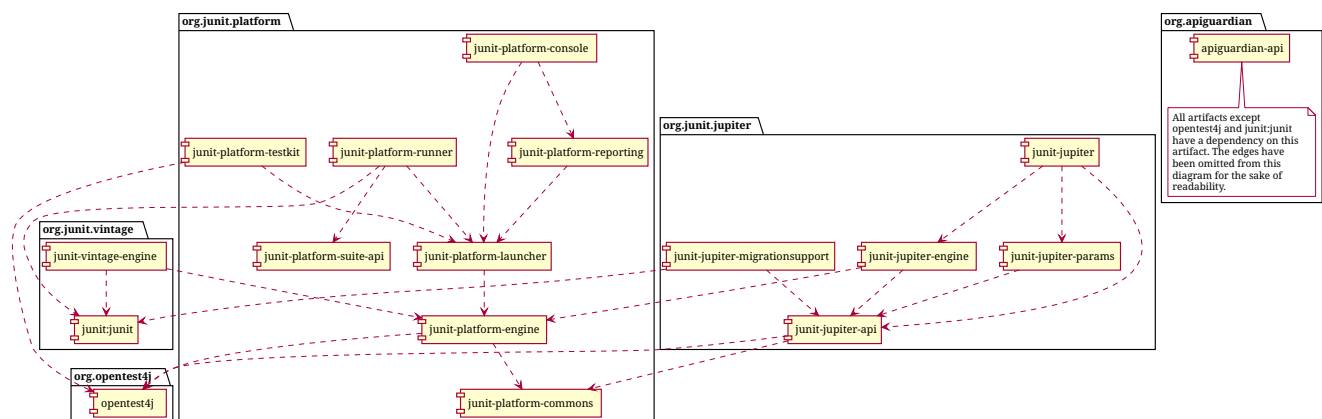 org.junit.platform
org.apiguardian
junit-platform-console
apiguardian-api
All artifacts except
opentest4j and junit:junit
have a dependency on this
artifact. The edges have
been omitted from this
diagram for the sake of
readability.
org.junit.jupiter
junit-platform-testkit
junit-platform-runner
junit-platform-reporting
junit-jupiter
org.junit.vintage
junit-vintage-engine
junit-platform-suite-api
junit-platform-launcher
junit-jupiter-migrationsupport
junit-jupiter-engine
junit-jupiter-params
junit:junit
junit-platform-engine
junit-jupiter-api
org.opentest4j
opentest4j
junit-platform-commons